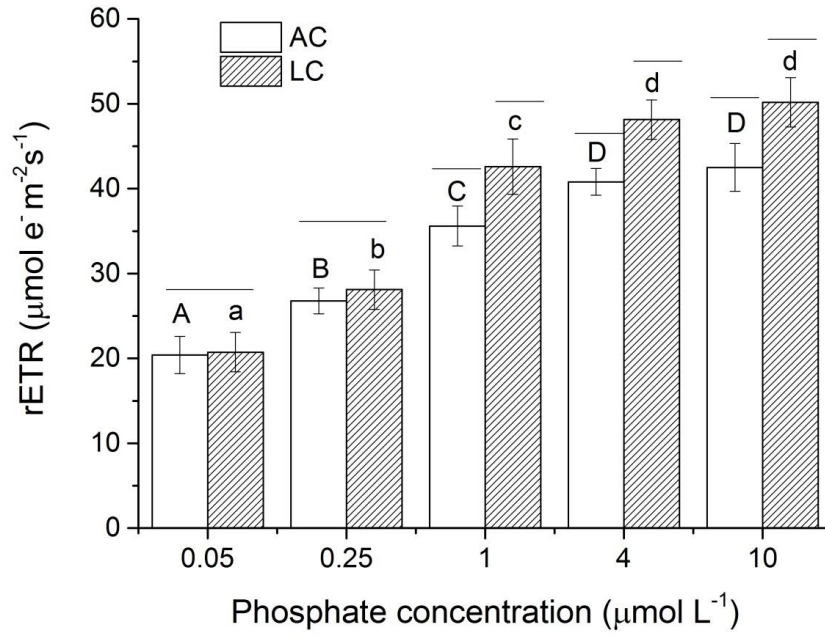 60
AC
LC
50
40
30
20
10
0
A a B b C c D d D d
0.05 0.25 1 4 10
rETR (μmol e⁻ m⁻²s⁻¹)
Phosphate concentration (μmol L⁻¹)